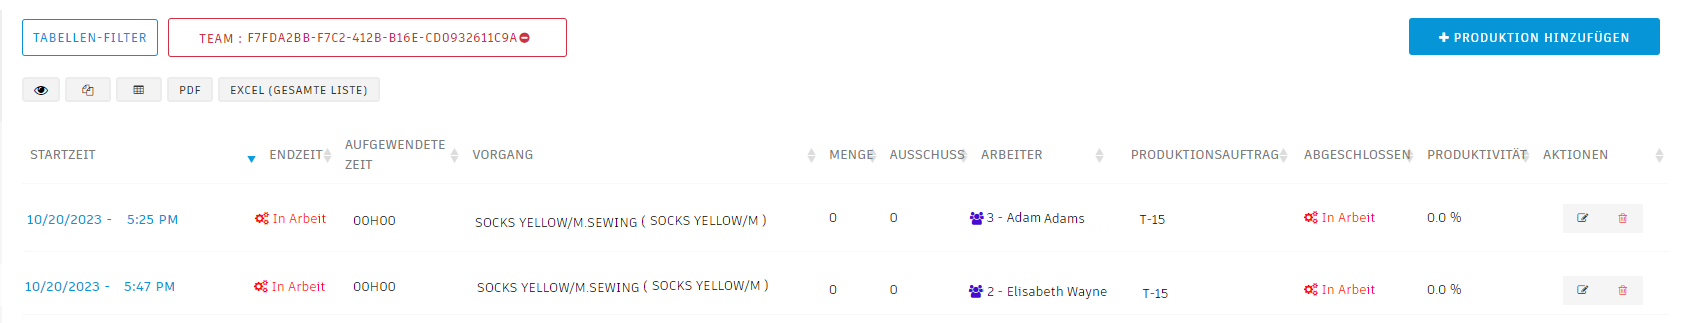 TABELLEN-FILTER
TEAM : F7FDA2BB-F7C2-412B-B16E-CD0932611C9A
PRODUKTION HINZUFÜGEN
PDF
EXCEL (GESAMTE LISTE)
STARTZEIT ENDZEIT AUFGEWENDETE ZEIT VORGANG MENGE AUSSCHUSS ARBEITER PRODUKTIONSAUFTRAG ABGESCHLOSSEN PRODUKTIVITÄT AKTIONEN
10/20/2023 - 5:25 PM In Arbeit 00H00 SOCKS YELLOW/M.SEWING ( SOCKS YELLOW/M ) 0 0 3 - Adam Adams T-15 In Arbeit 0.0 %
10/20/2023 - 5:47 PM In Arbeit 00H00 SOCKS YELLOW/M.SEWING ( SOCKS YELLOW/M ) 0 0 2 - Elisabeth Wayne T-15 In Arbeit 0.0 %